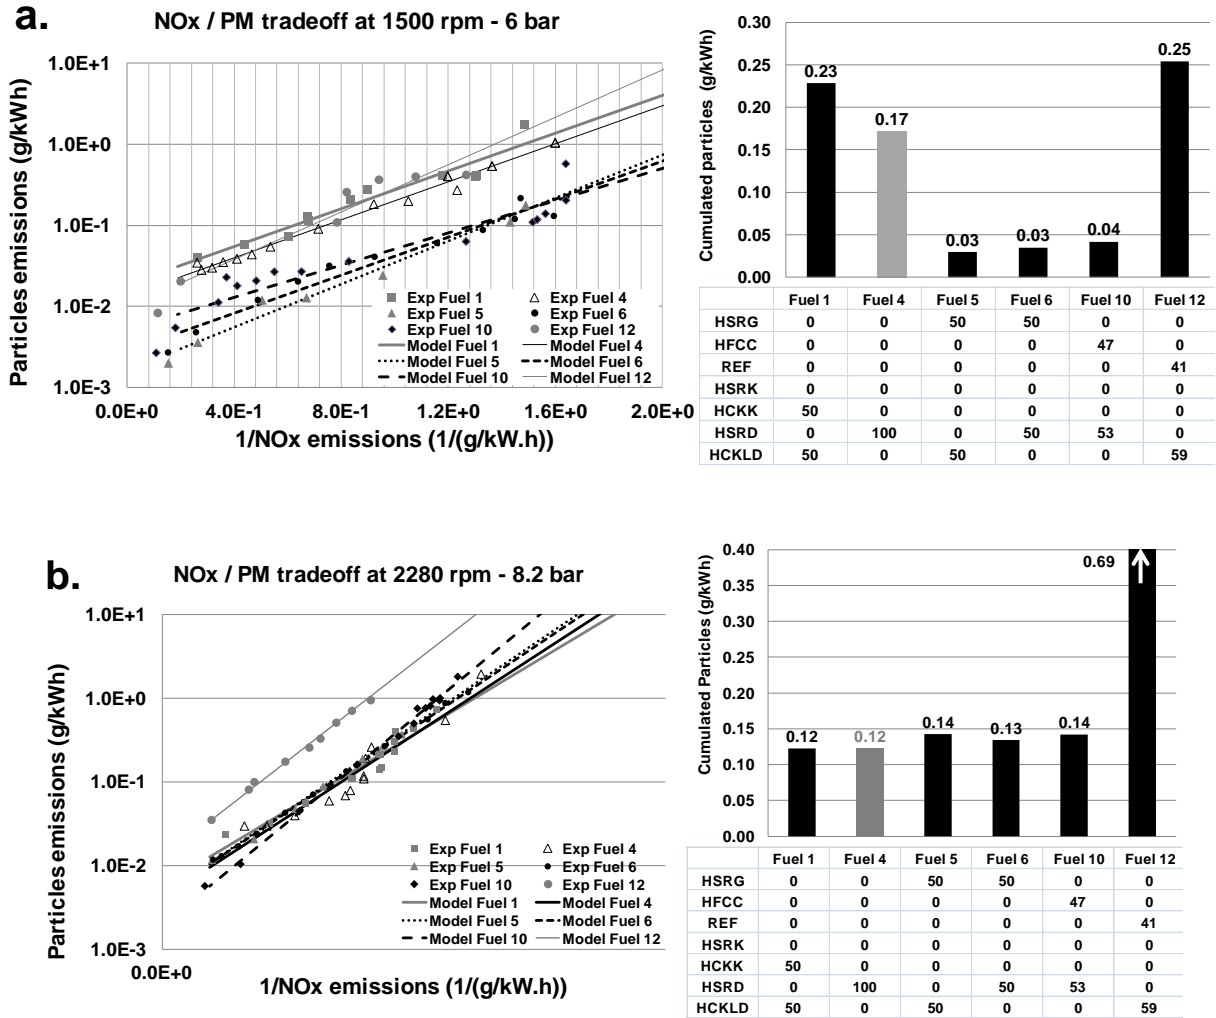 a.
NOx / PM tradeoff at 1500 rpm - 6 bar
Particles emissions (g/kWh)
1.0E+1
1.0E+0
1.0E-1
1.0E-2
1.0E-3
0.0E+0 4.0E-1 8.0E-1 1.2E+0 1.6E+0 2.0E+0
1/NOx emissions (1/(g/kW.h))
Exp Fuel 1 Exp Fuel 4
Exp Fuel 5 Exp Fuel 6
Exp Fuel 10 Exp Fuel 12
Model Fuel 1 Model Fuel 4
Model Fuel 5 Model Fuel 6
Model Fuel 10 Model Fuel 12
Cumulated particles (g/kWh)
0.30
0.25
0.20
0.15
0.10
0.05
0.00
0.23 0.17 0.03 0.03 0.04 0.25
Fuel 1 Fuel 4 Fuel 5 Fuel 6 Fuel 10 Fuel 12
HSRG 0 0 50 50 0 0
HFCC 0 0 0 0 47 0
REF 0 0 0 0 0 41
HSRK 0 0 0 0 0 0
HCKK 50 0 0 0 0 0
HSRD 0 100 0 50 53 0
HCKLD 50 0 50 0 0 59
b.
NOx / PM tradeoff at 2280 rpm - 8.2 bar
Particles emissions (g/kWh)
1.0E+1
1.0E+0
1.0E-1
1.0E-2
1.0E-3
0.0E+0
1/NOx emissions (1/(g/kW.h))
Exp Fuel 1 Exp Fuel 4
Exp Fuel 5 Exp Fuel 6
Exp Fuel 10 Exp Fuel 12
Model Fuel 1 Model Fuel 4
Model Fuel 5 Model Fuel 6
Model Fuel 10 Model Fuel 12
Cumulated Particles (g/kWh)
0.40
0.35
0.30
0.25
0.20
0.15
0.10
0.05
0.00
0.12 0.12 0.14 0.13 0.14 0.69
Fuel 1 Fuel 4 Fuel 5 Fuel 6 Fuel 10 Fuel 12
HSRG 0 0 50 50 0 0
HFCC 0 0 0 0 47 0
REF 0 0 0 0 0 41
HSRK 0 0 0 0 0 0
HCKK 50 0 0 0 0 0
HSRD 0 100 0 50 53 0
HCKLD 50 0 50 0 0 59